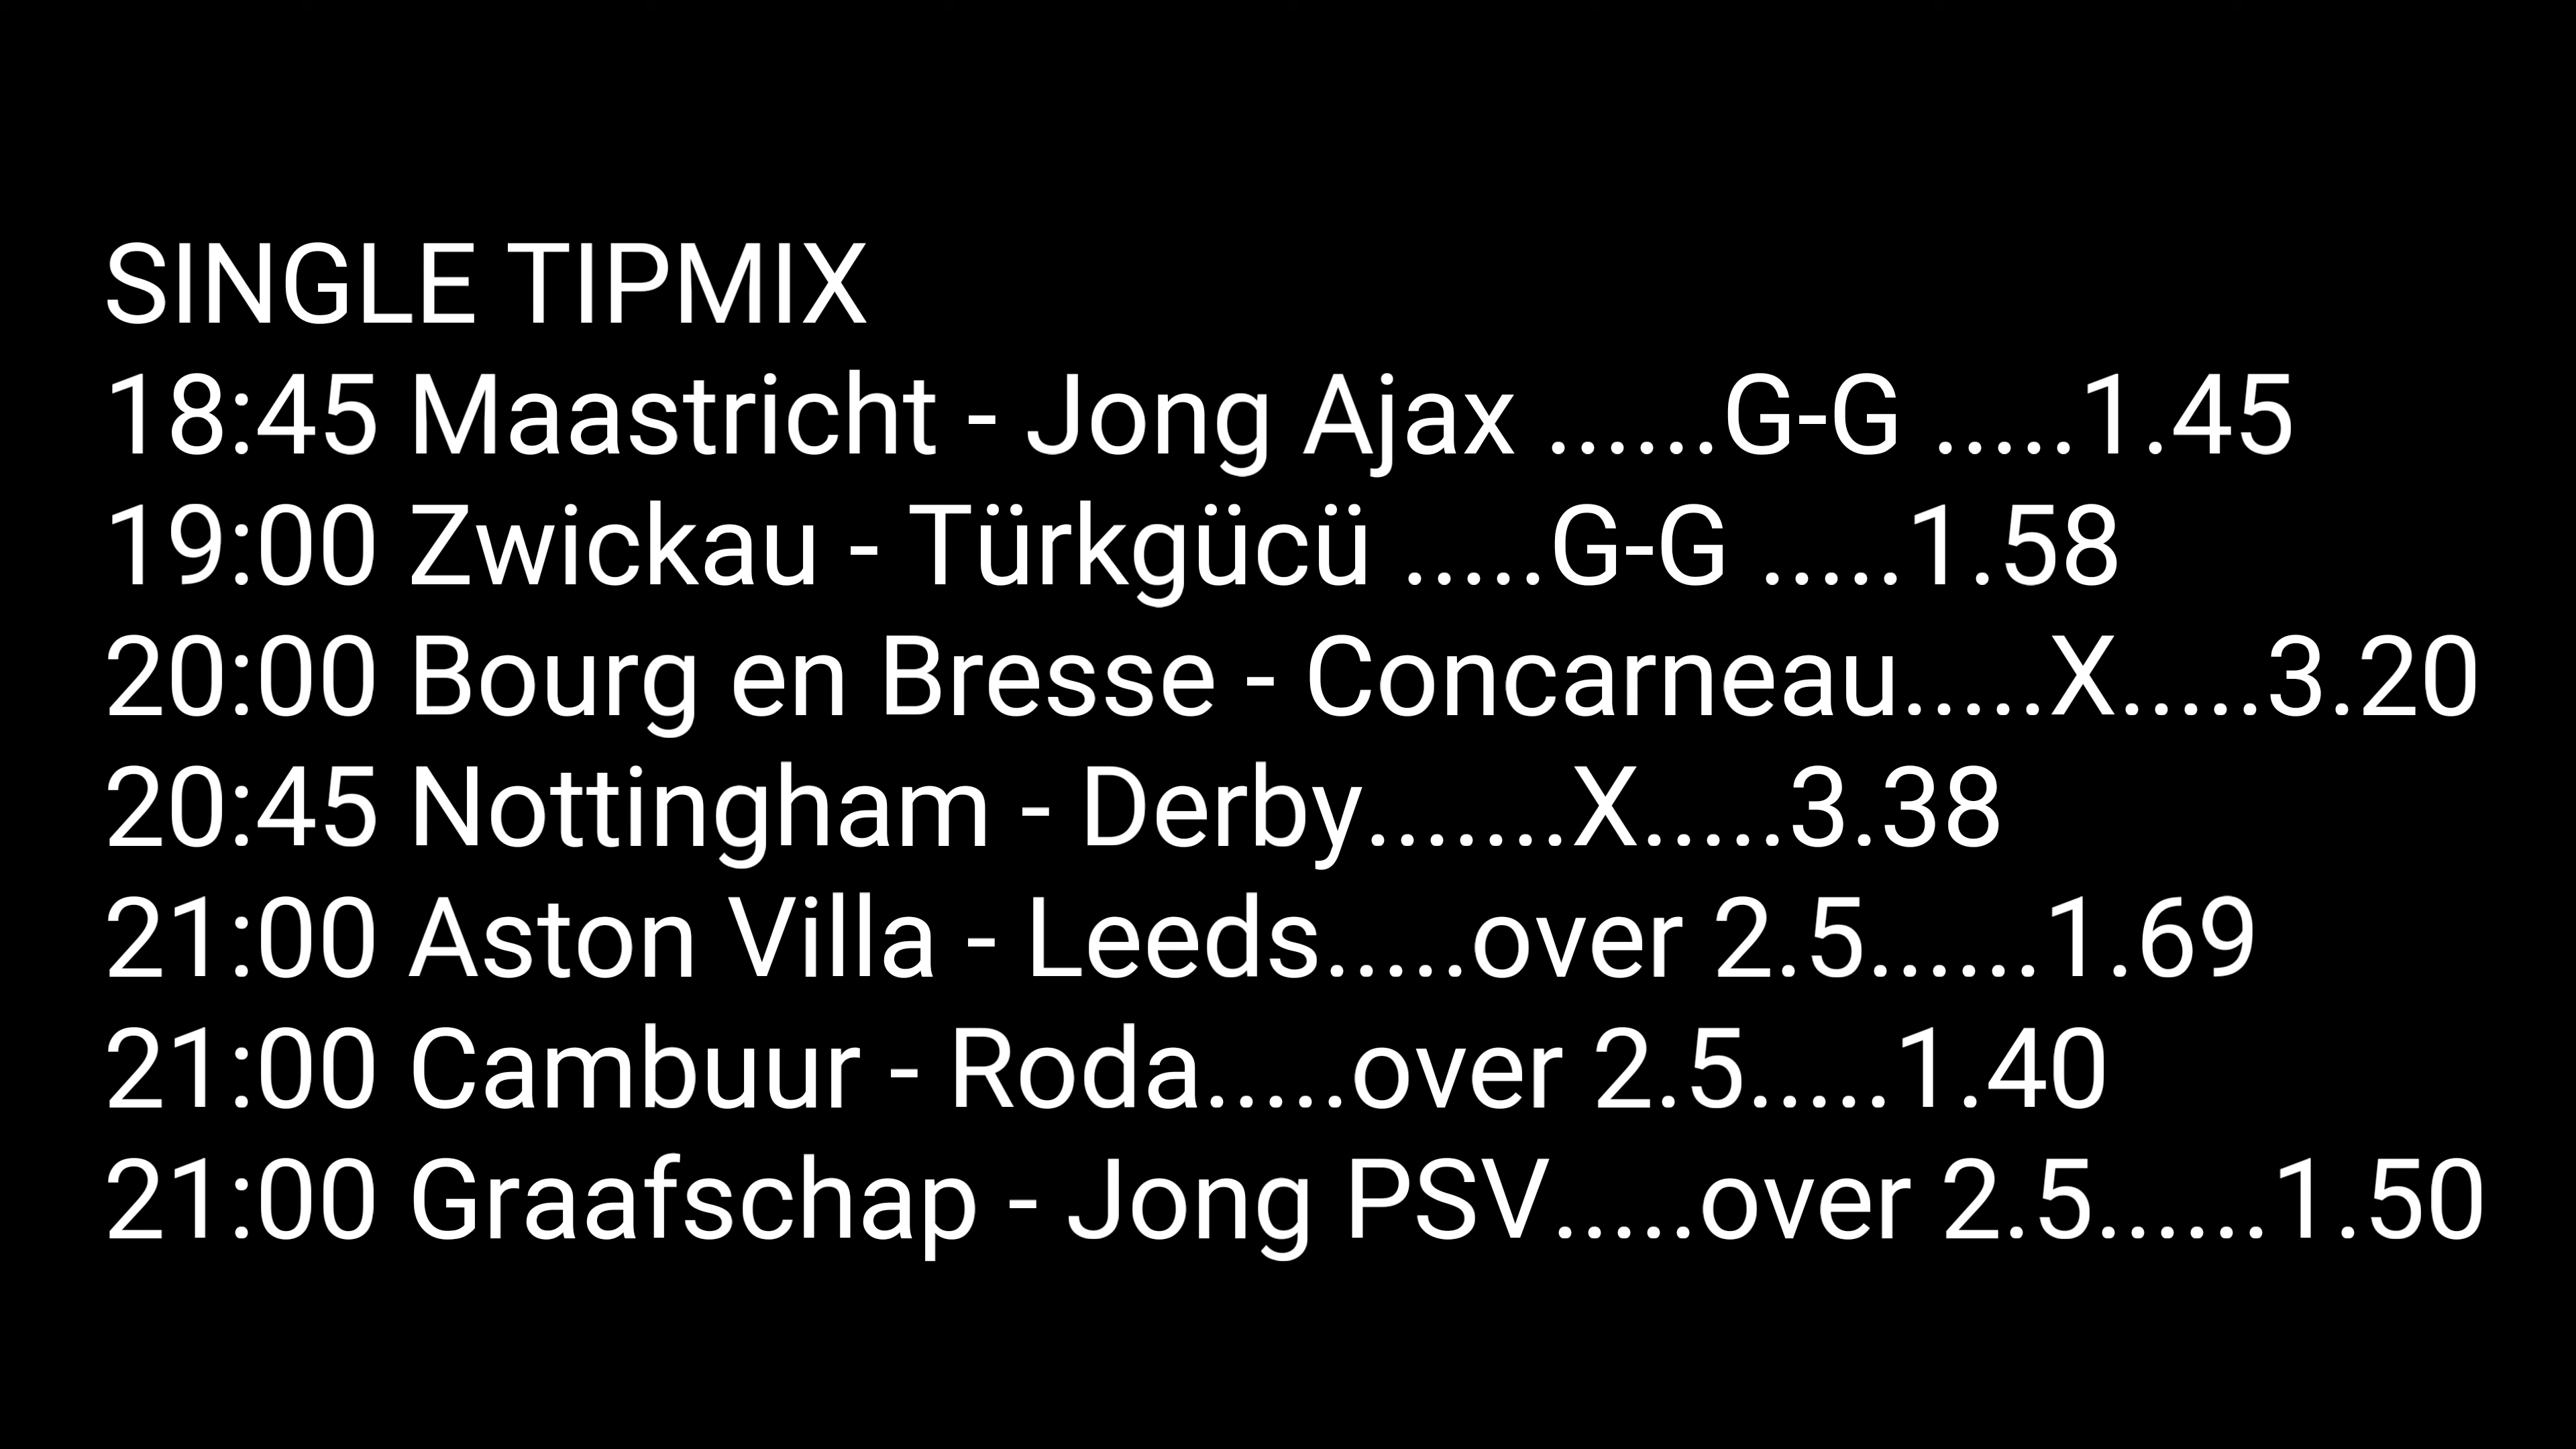 SINGLE TIPMIX
18:45 Maastricht - Jong Ajax ......G-G .....1.45
19:00 Zwickau - Türkgücü .....G-G .....1.58
20:00 Bourg en Bresse - Concarneau.....X.....3.20
20:45 Nottingham - Derby.......X.....3.38
21:00 Aston Villa - Leeds.....over 2.5......1.69
21:00 Cambuur - Roda.....over 2.5.....1.40
21:00 Graafschap - Jong PSV.....over 2.5......1.50